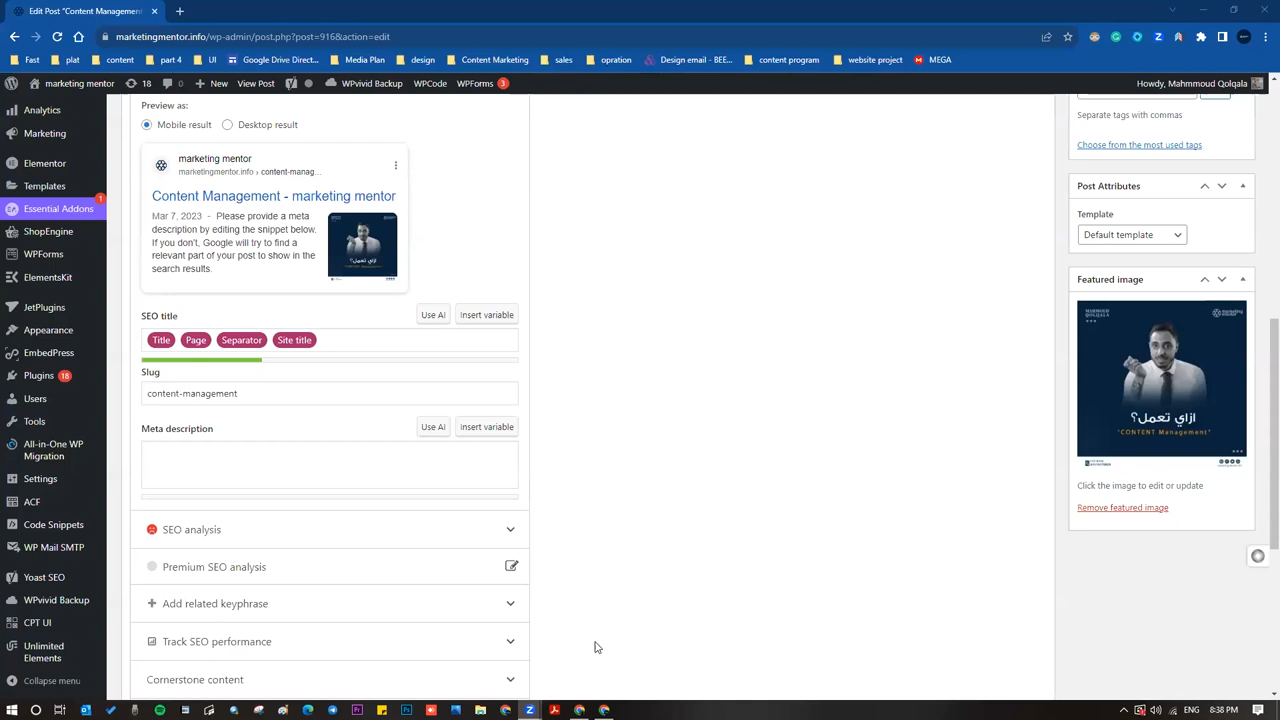 Edit Post "Content Management
marketingmentor.info/wp-admin/post.php?post=916&action=edit
Fast plat content part 4 UI Google Drive Direct... Media Plan design Content Marketing sales opration Design email - BEE... content program website project MEGA
marketing mentor 18 0 New View Post WPvivid Backup WPCode WPForms 3 Howdy, Mahmoud Qolqala
Analytics
Marketing
Elementor
Templates
Essential Addons 1
ShopEngine
WPForms
ElementsKit
JetPlugins
Appearance
EmbedPress
Plugins 18
Users
Tools
All-in-One WP
Migration
Settings
ACF
Code Snippets
WP Mail SMTP
Yoast SEO
WPvivid Backup
CPT UI
Unlimited
Elements
Collapse menu
Preview as:
Mobile result Desktop result
marketing mentor
marketingmentor.info › content-manag...
Content Management - marketing mentor
Mar 7, 2023 - Please provide a meta
description by editing the snippet below.
If you don't, Google will try to find a
relevant part of your post to show in the
search results.
SEO title Use AI Insert variable
Title Page Separator Site title
Slug
content-management
Meta description Use AI Insert variable
SEO analysis
Premium SEO analysis
Add related keyphrase
Track SEO performance
Cornerstone content
Separate tags with commas
Choose from the most used tags
Post Attributes
Template
Default template
Featured image
MAHMOUD
QOLQALA
marketing
mentor
ازاي تعمل؟
"CONTENT Management"
Click the image to edit or update
Remove featured image
8:38 PM